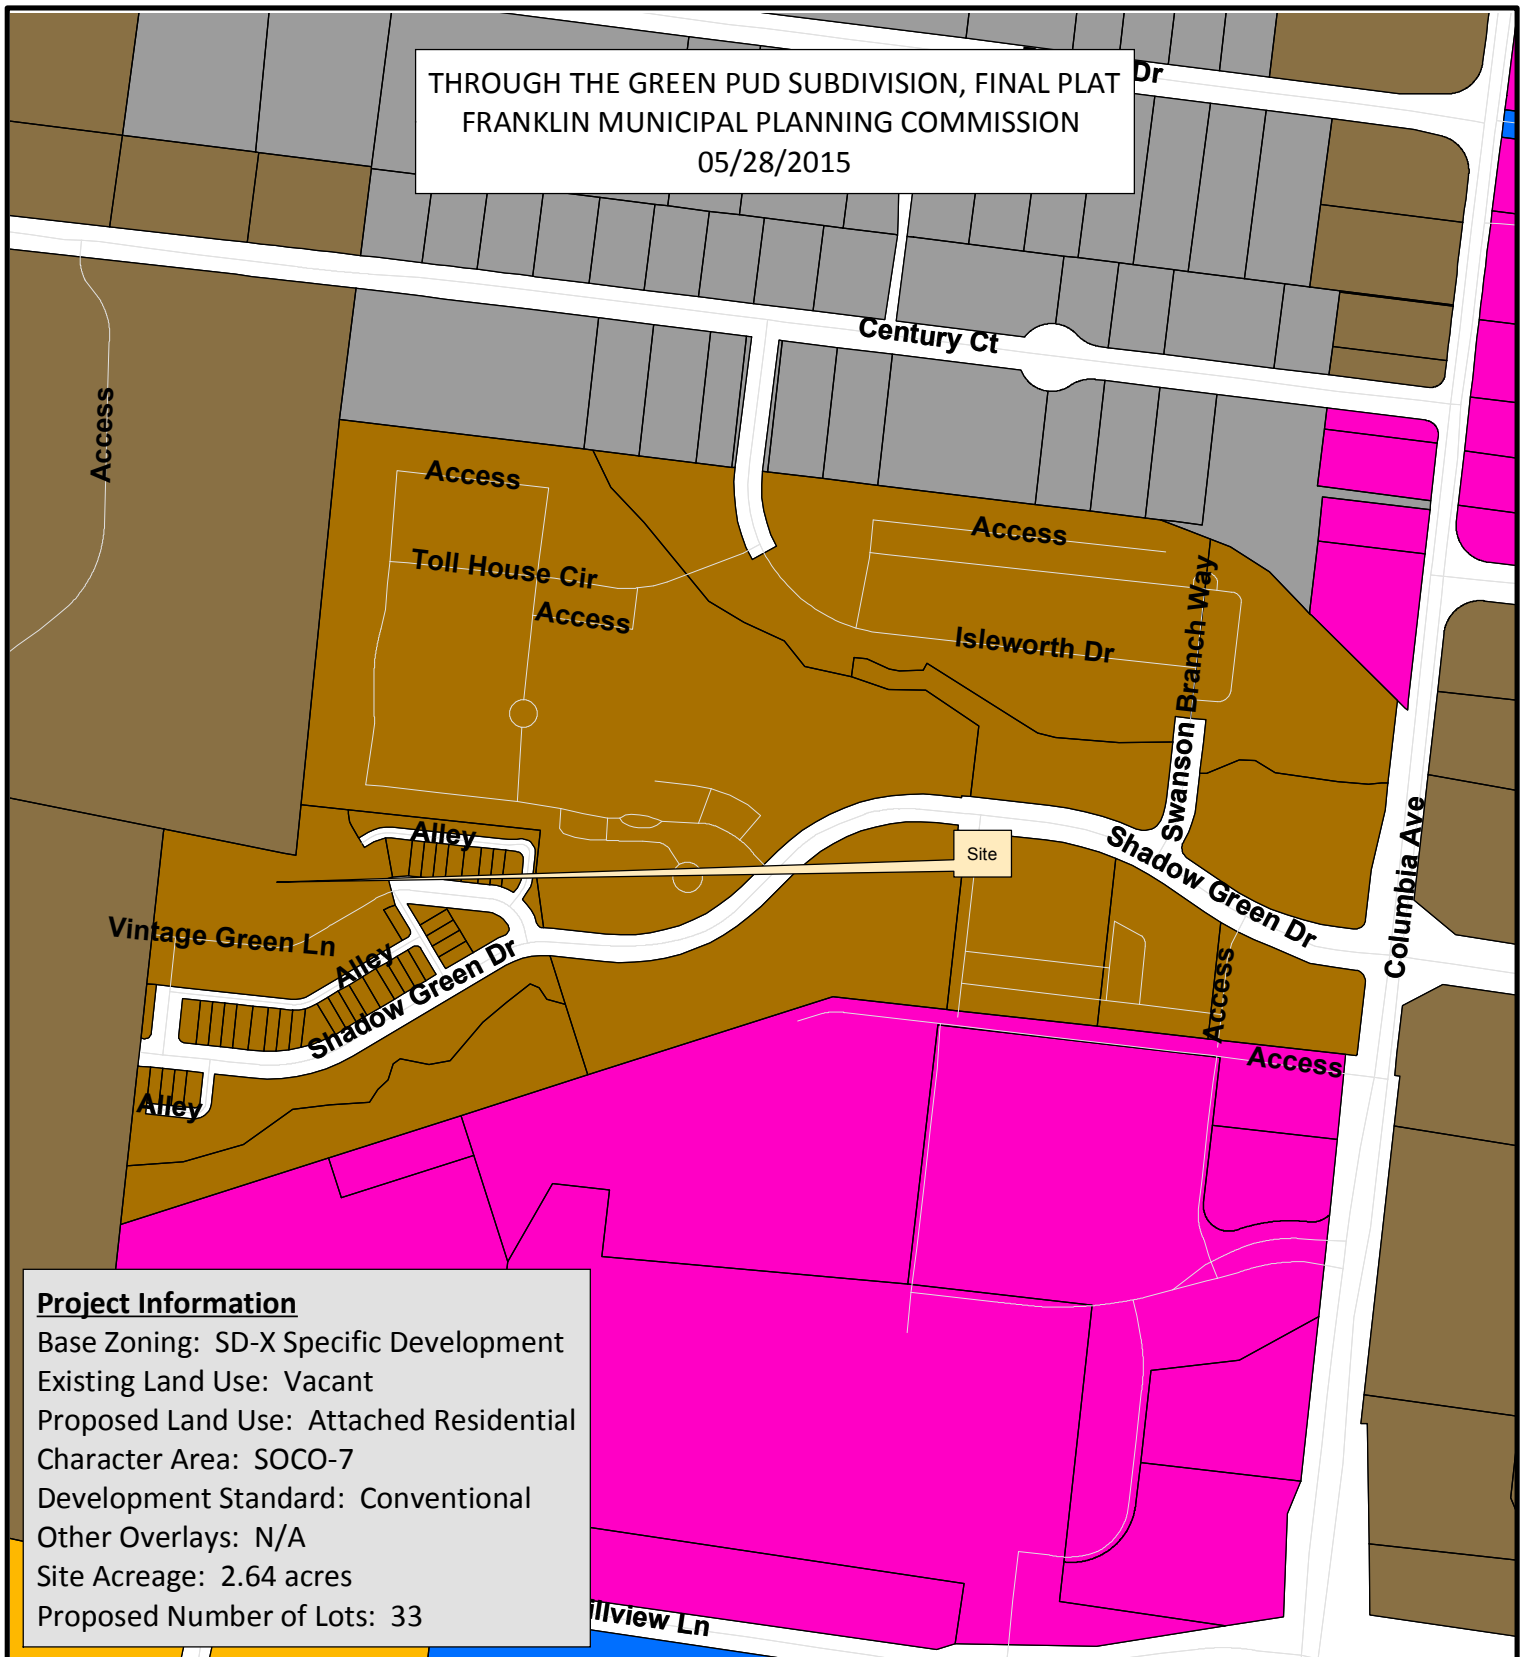 THROUGH THE GREEN PUD SUBDIVISION, FINAL PLAT
FRANKLIN MUNICIPAL PLANNING COMMISSION
05/28/2015
Dr
Century Ct
Access
Access
Access
Toll House Cir
Access
Isleworth Dr
Swanson Branch Way
Alley
Site
Shadow Green Dr
Columbia Ave
Vintage Green Ln
Alley
Shadow Green Dr
Access
Access
Alley
Project Information
Base Zoning: SD-X Specific Development
Existing Land Use: Vacant
Proposed Land Use: Attached Residential
Character Area: SOCO-7
Development Standard: Conventional
Other Overlays: N/A
Site Acreage: 2.64 acres
Proposed Number of Lots: 33
Ln